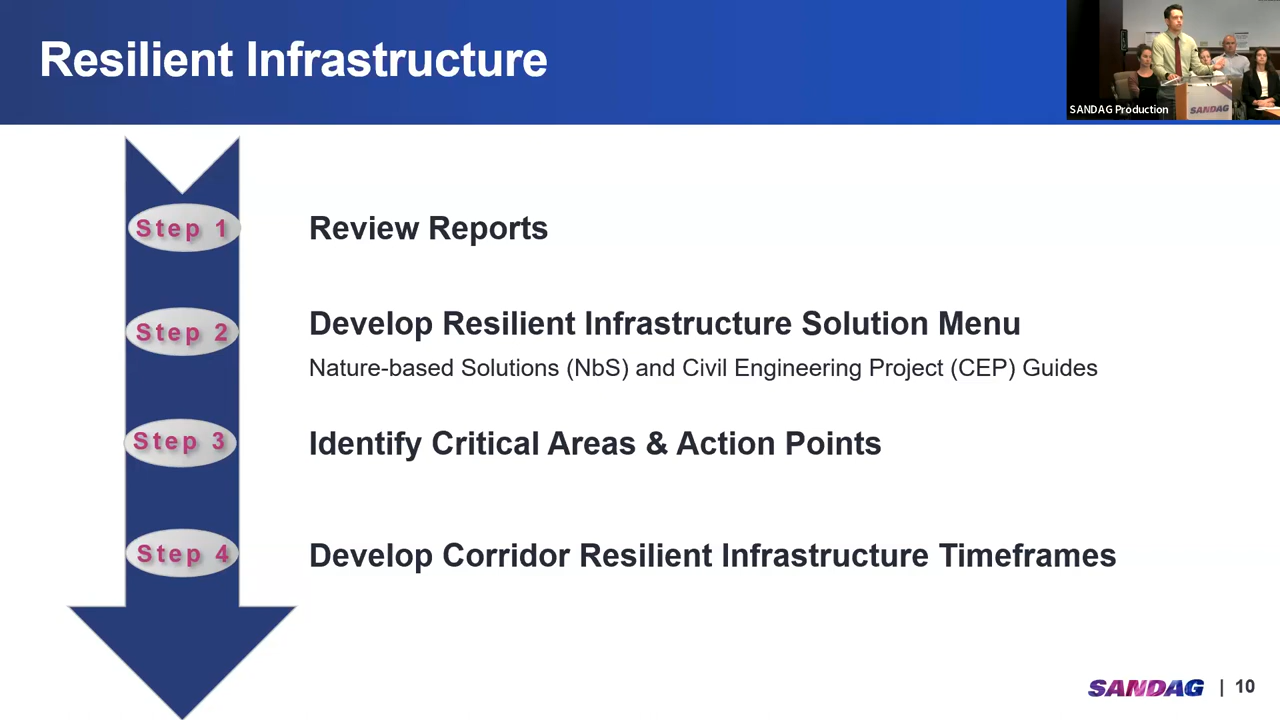 Resilient Infrastructure
SANDAG Production
SANDAG
Step 1
Review Reports
Step 2
Develop Resilient Infrastructure Solution Menu
Nature-based Solutions (NbS) and Civil Engineering Project (CEP) Guides
Step 3
Identify Critical Areas & Action Points
Step 4
Develop Corridor Resilient Infrastructure Timeframes
SANDAG | 10